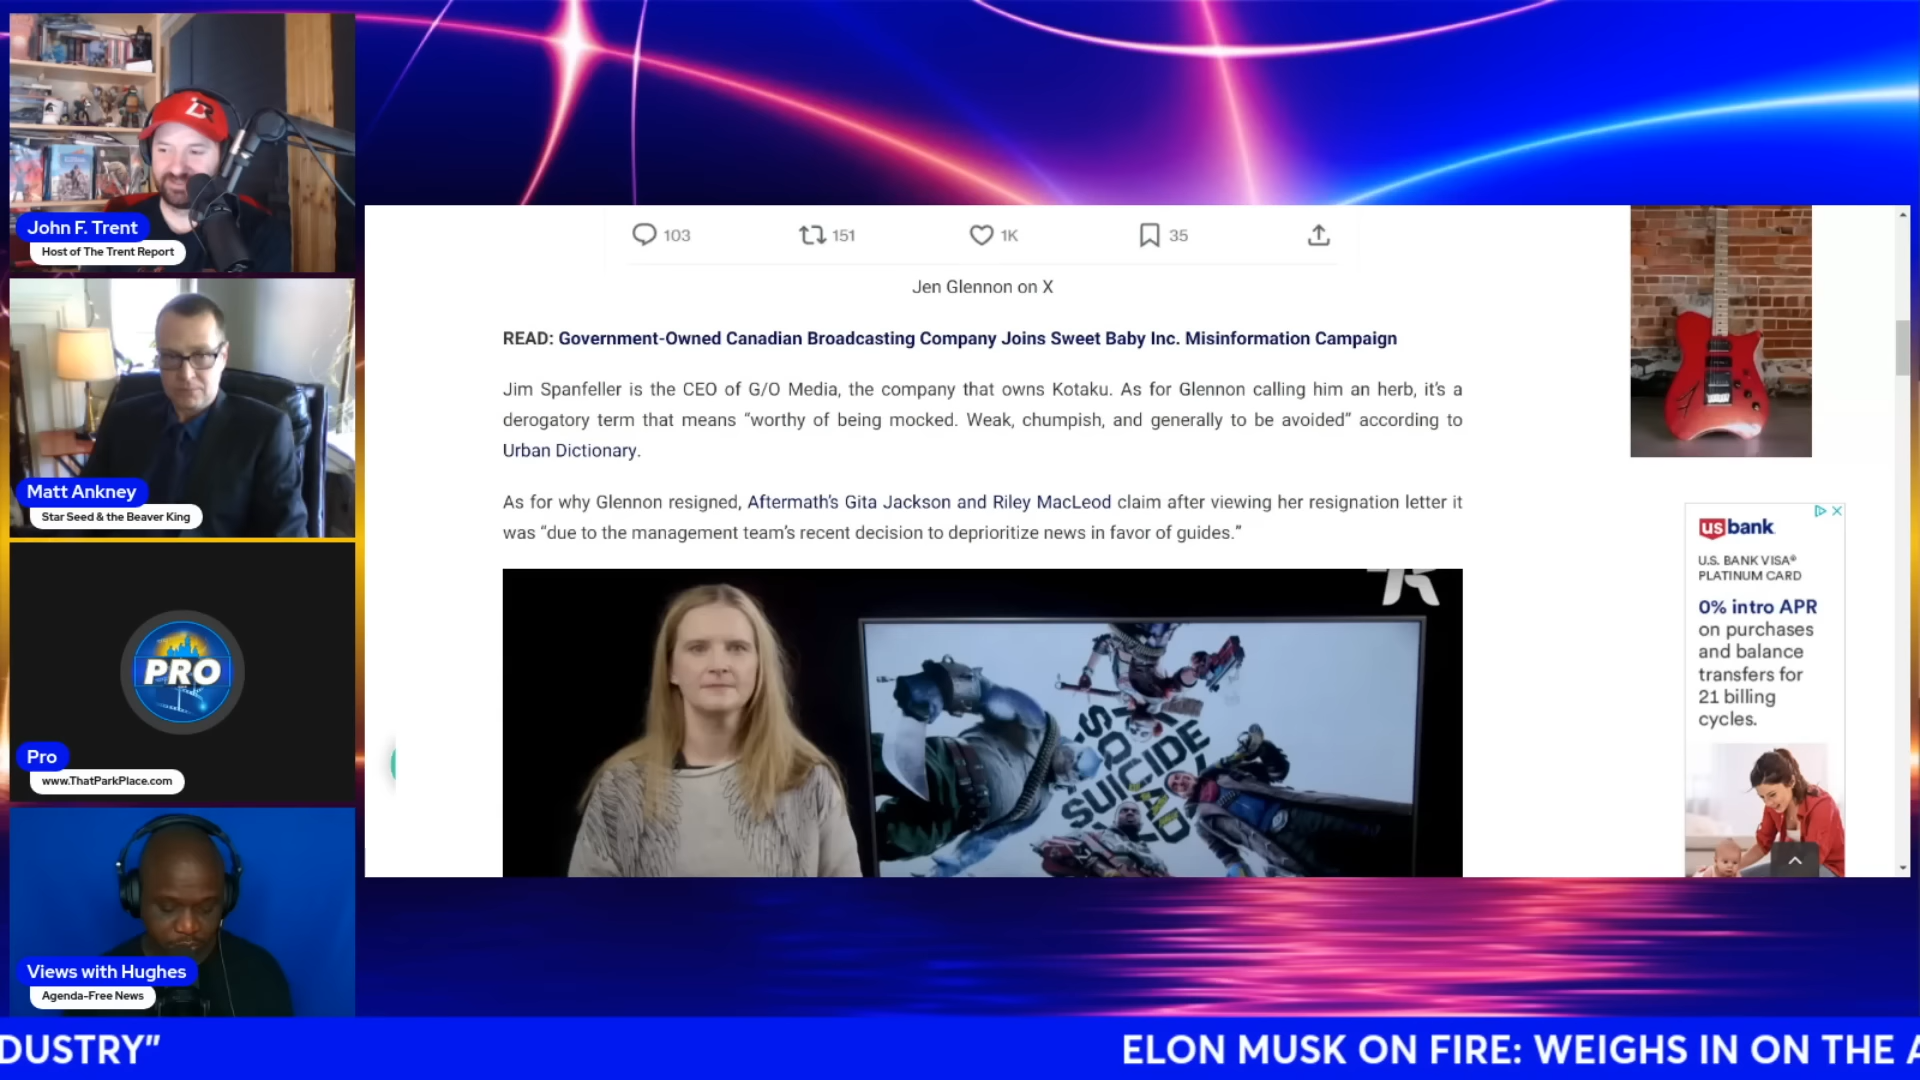 John F. Trent
Host of The Trent Report
Matt Ankney
Star Seed & the Beaver King
PRO
Pro
www.ThatParkPlace.com
Views with Hughes
Agenda-Free News
103
151
1K
35
Jen Glennon on X
READ: Government-Owned Canadian Broadcasting Company Joins Sweet Baby Inc. Misinformation Campaign
Jim Spanfeller is the CEO of G/O Media, the company that owns Kotaku. As for Glennon calling him an herb, it’s a
derogatory term that means “worthy of being mocked. Weak, chumpish, and generally to be avoided” according to
Urban Dictionary.
As for why Glennon resigned, Aftermath’s Gita Jackson and Riley MacLeod claim after viewing her resignation letter it
was “due to the management team’s recent decision to deprioritize news in favor of guides.”
SUICIDE
us bank
U.S. BANK VISA®
PLATINUM CARD
0% intro APR
on purchases
and balance
transfers for
21 billing
cycles.
DUSTRY”
ELON MUSK ON FIRE: WEIGHS IN ON THE A